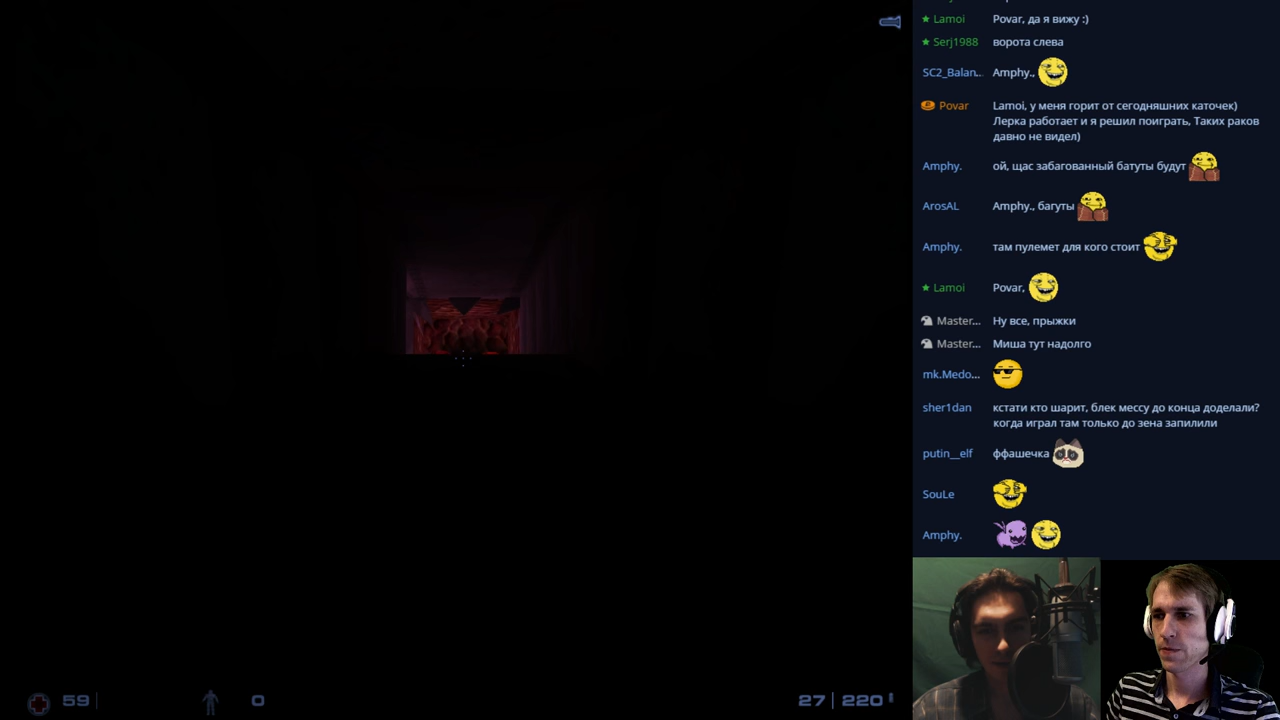 Lamoi Povar, да я вижу :)
Serj1988 ворота слева
SC2_Balan... Amphy.,
Povar Lamoi, у меня горит от сегодняшних каточек)
Лерка работает и я решил поиграть, Таких раков
давно не видел)
Amphy. ой, щас забагованный батуты будут
ArosAL Amphy., багуты
Amphy. там пулемет для кого стоит
Lamoi Povar,
Master... Ну все, прыжки
Master... Миша тут надолго
mk.Medo...
sher1dan кстати кто шарит, блек мессу до конца доделали?
когда играл там только до зена запилили
putin__elf ффашечка
SouLe
Amphy.
59 0 27 220